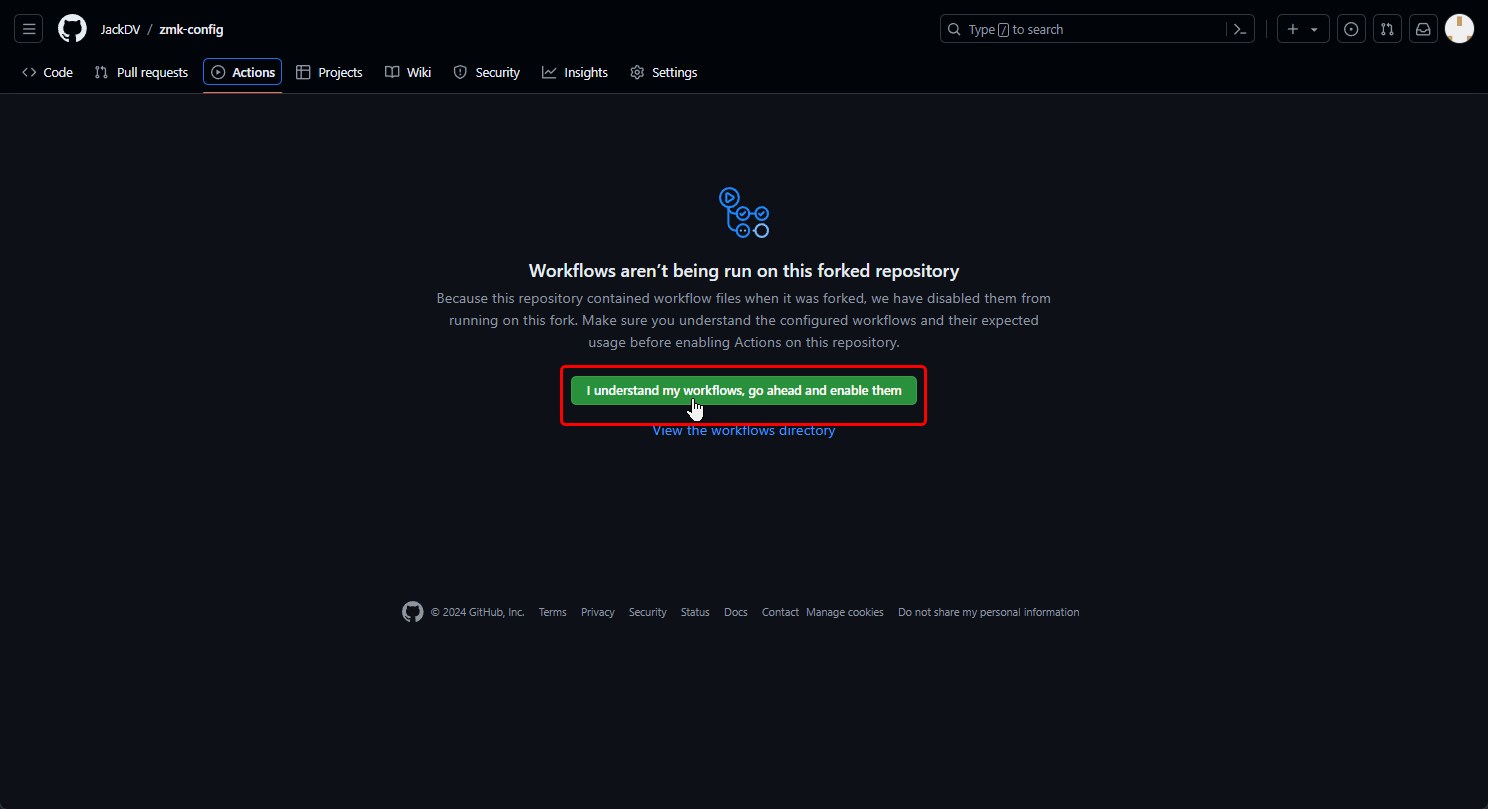 JackDV / zmk-config
Type / to search
Code Pull requests Actions Projects Wiki Security Insights Settings
Workflows aren’t being run on this forked repository
Because this repository contained workflow files when it was forked, we have disabled them from
running on this fork. Make sure you understand the configured workflows and their expected
usage before enabling Actions on this repository.
I understand my workflows, go ahead and enable them
View the workflows directory
© 2024 GitHub, Inc. Terms Privacy Security Status Docs Contact Manage cookies Do not share my personal information